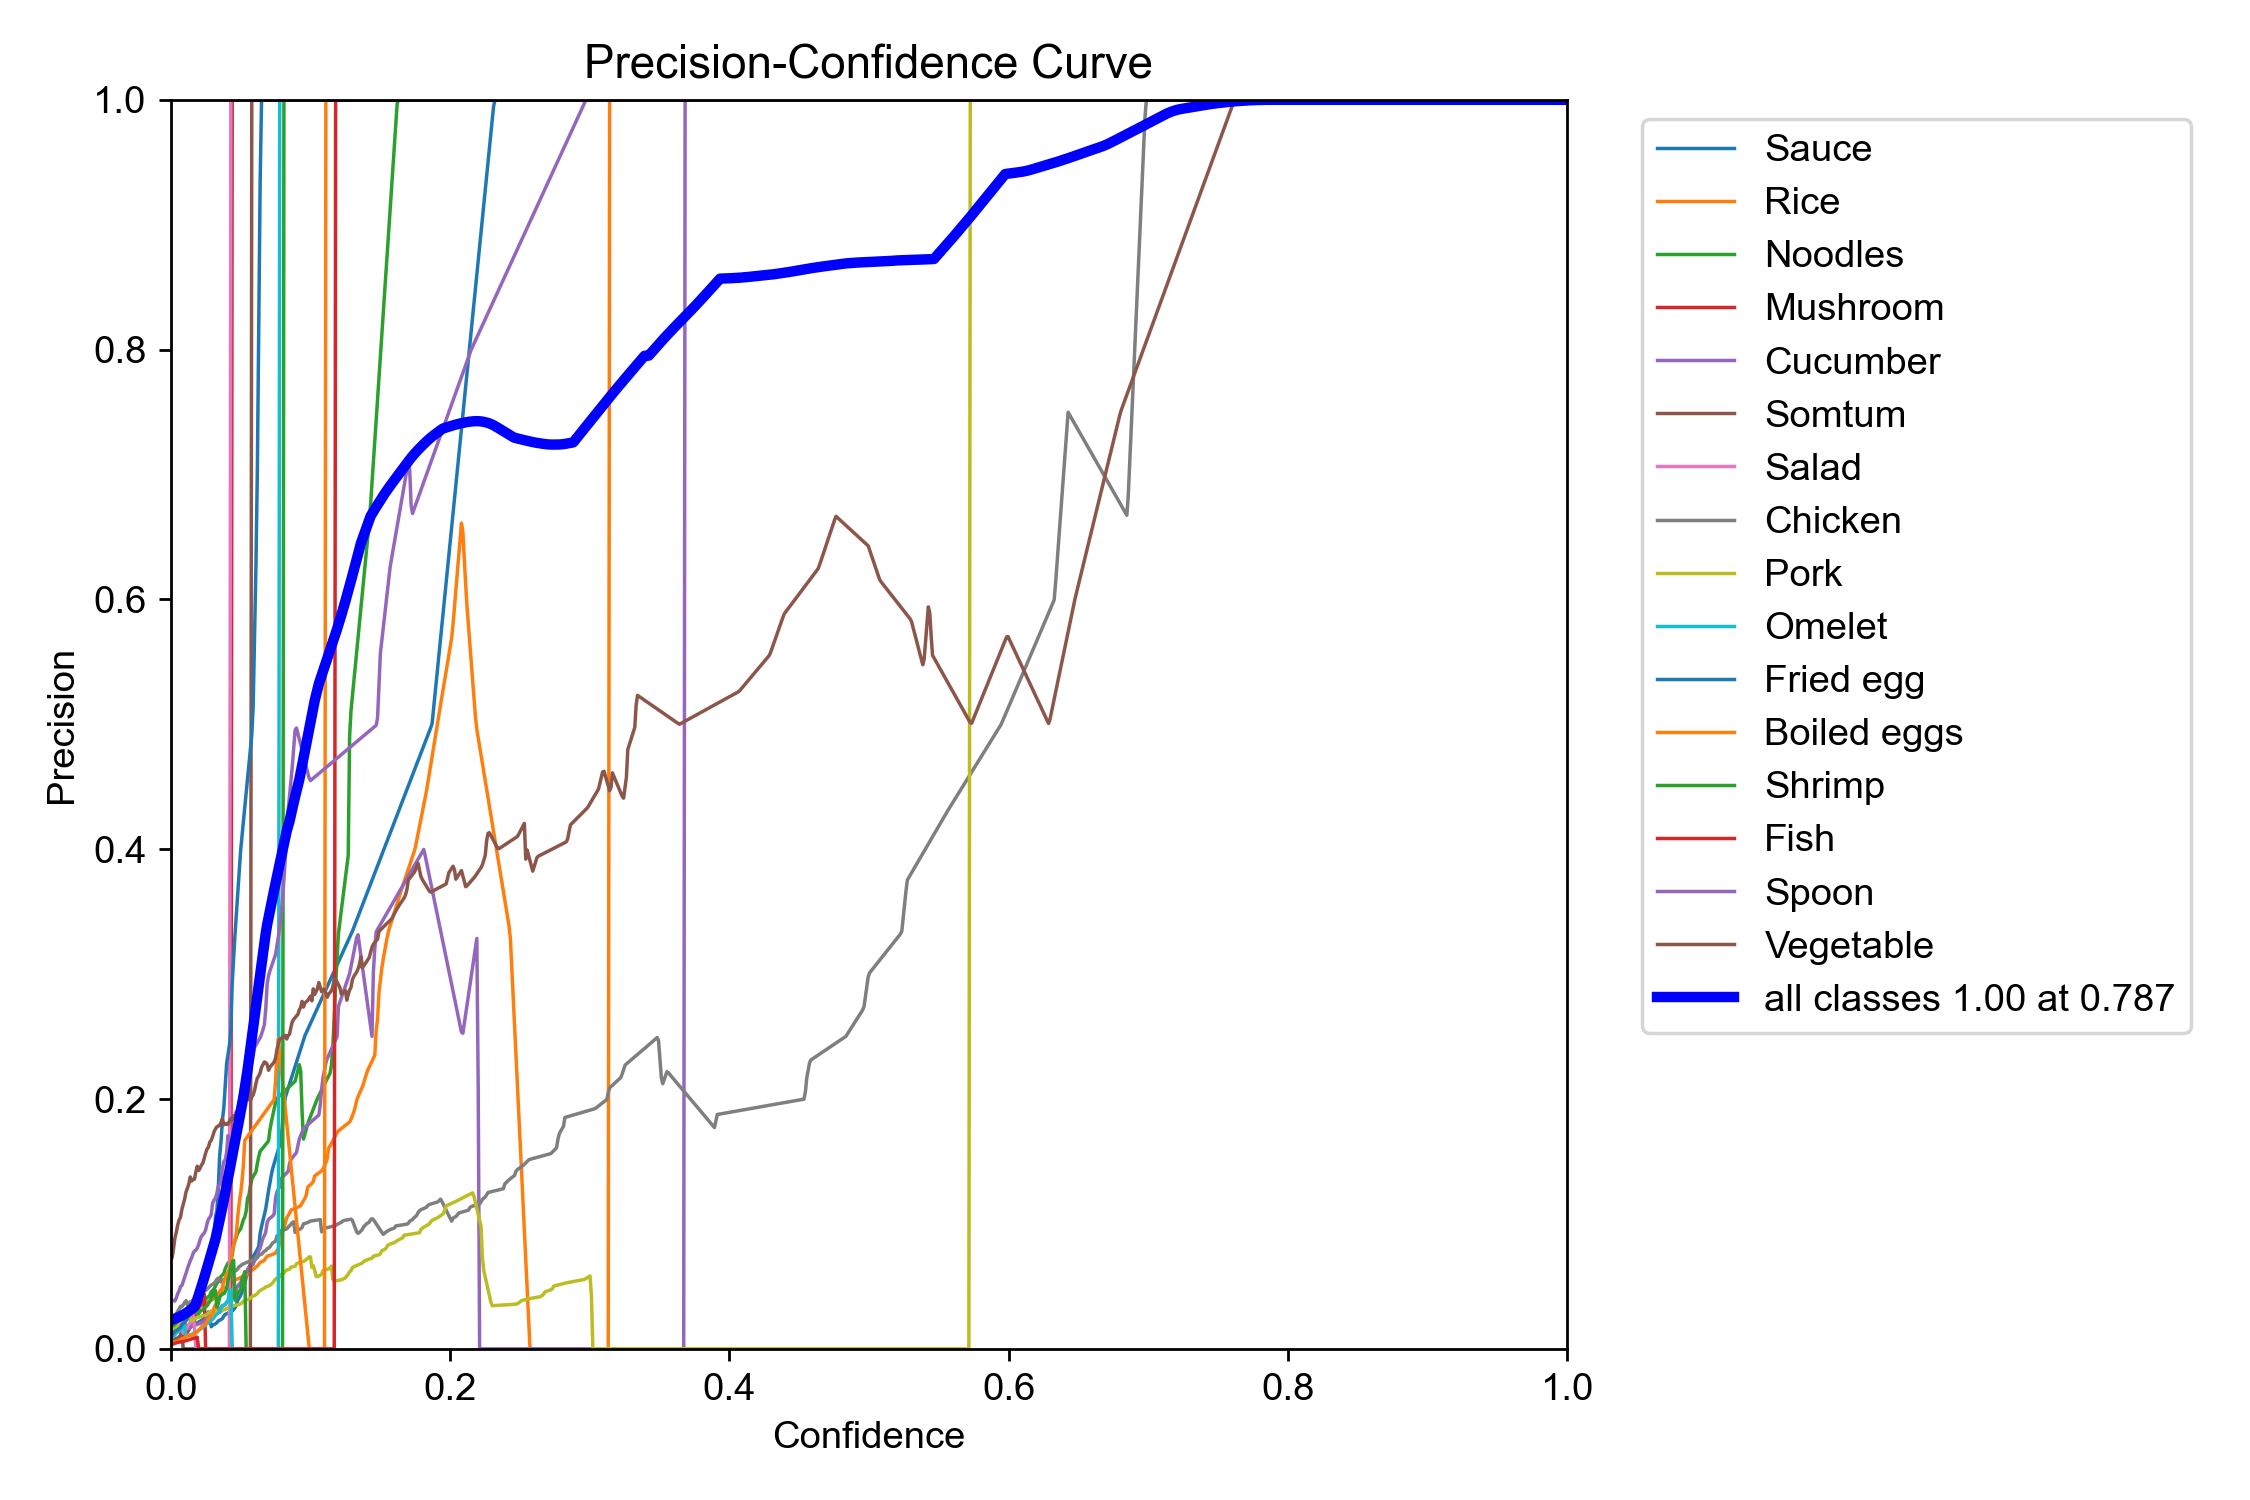 Precision-Confidence Curve
1.0
0.8
0.6
0.4
0.2
0.0
Precision
0.0 0.2 0.4 0.6 0.8 1.0
Confidence
Sauce
Rice
Noodles
Mushroom
Cucumber
Somtum
Salad
Chicken
Pork
Omelet
Fried egg
Boiled eggs
Shrimp
Fish
Spoon
Vegetable
all classes 1.00 at 0.787